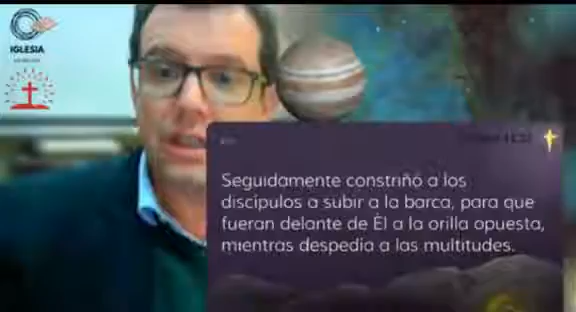 IGLESIA
Seguidamente constriñó a los
discípulos a subir a la barca, para que
fueran delante de Él a la orilla opuesta,
mientras despedía a las multitudes.